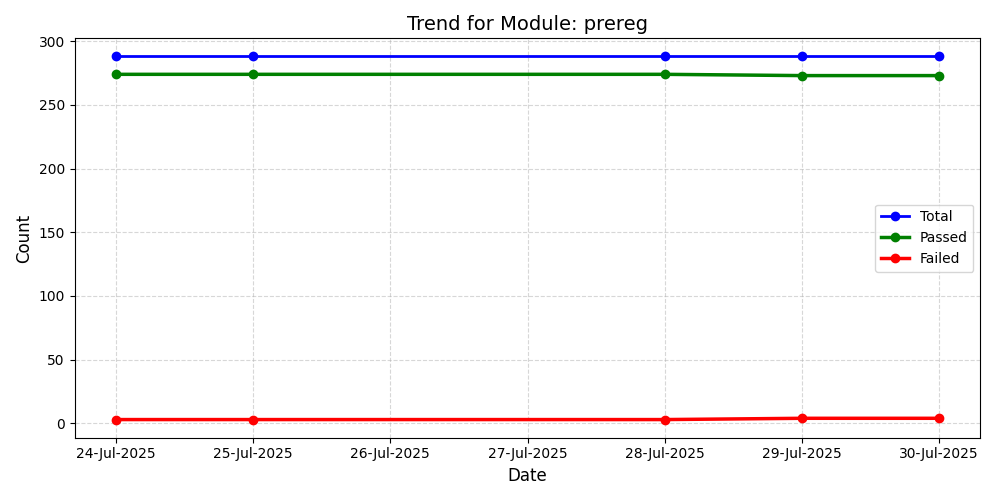 Trend for Module: prereg
Count
300
250
200
150
100
50
0
Total
Passed
Failed
24-Jul-2025
25-Jul-2025
26-Jul-2025
27-Jul-2025
28-Jul-2025
29-Jul-2025
30-Jul-2025
Date